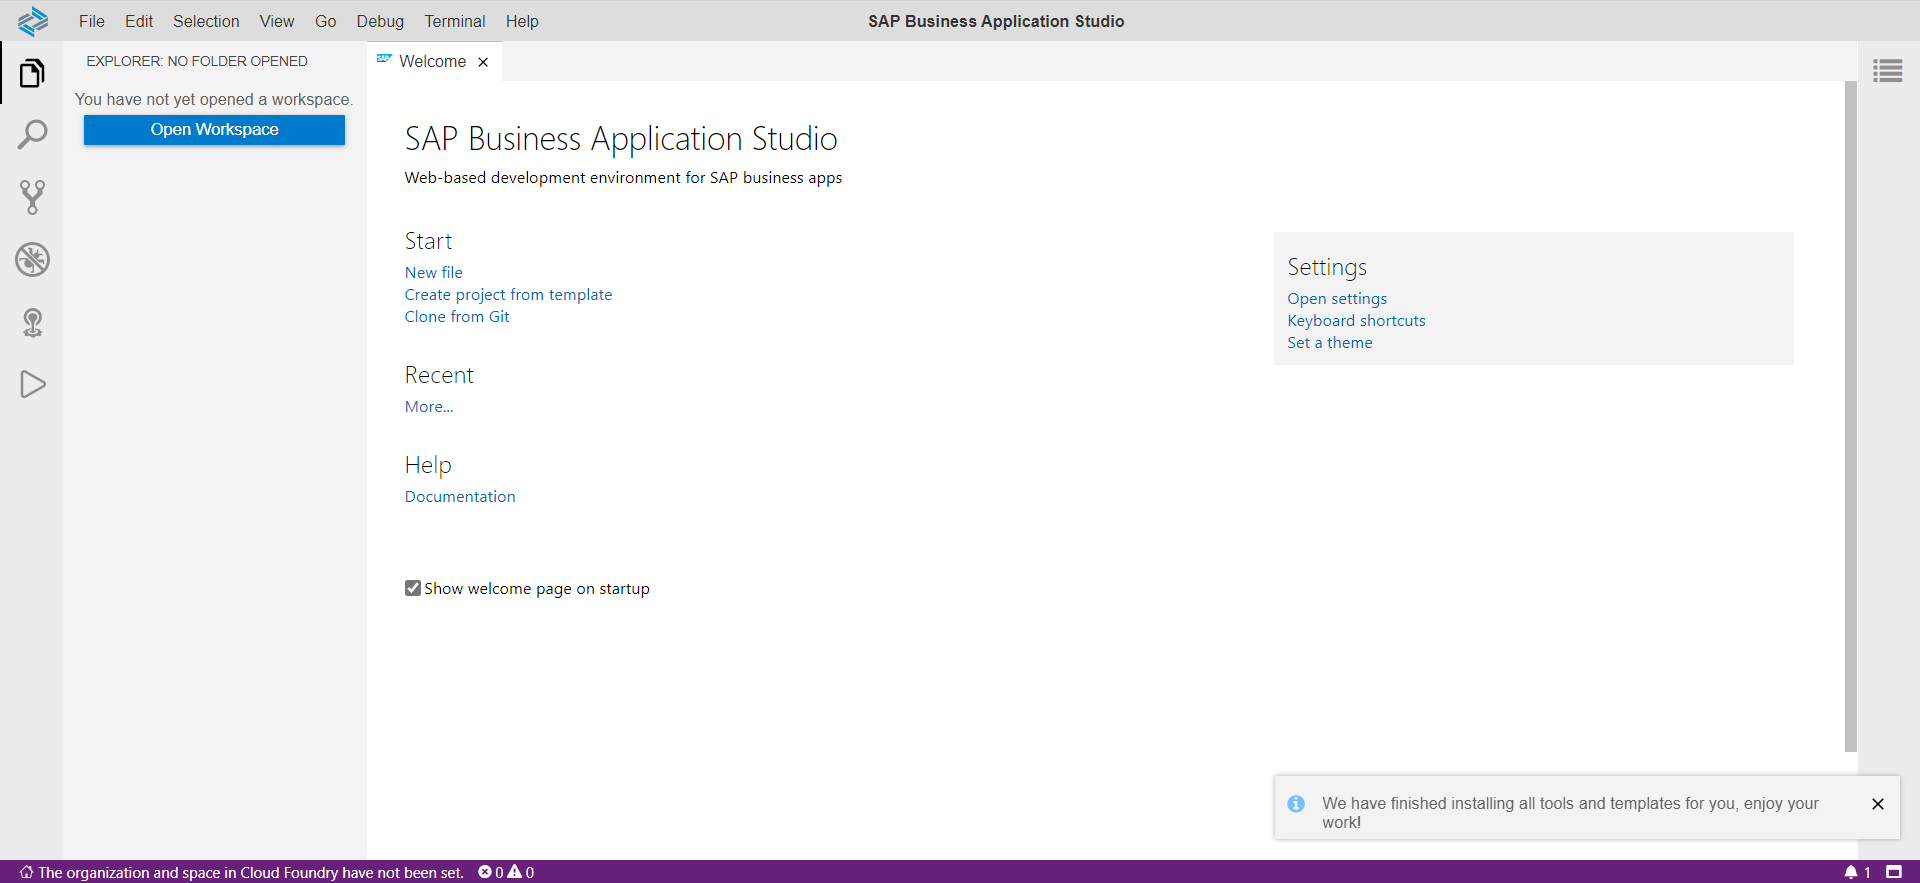 File Edit Selection View Go Debug Terminal Help
SAP Business Application Studio
EXPLORER: NO FOLDER OPENED
You have not yet opened a workspace.
Open Workspace
SAP Welcome
SAP Business Application Studio
Web-based development environment for SAP business apps
Start
New file
Create project from template
Clone from Git
Recent
More...
Help
Documentation
Show welcome page on startup
Settings
Open settings
Keyboard shortcuts
Set a theme
We have finished installing all tools and templates for you, enjoy your
work!
The organization and space in Cloud Foundry have not been set. 0 0
1